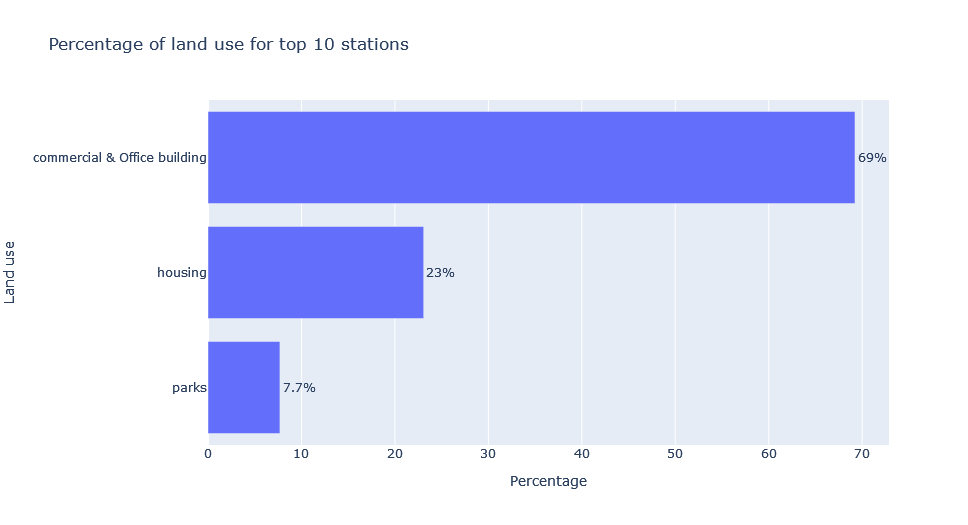 Percentage of land use for top 10 stations
Land use
commercial & Office building 69%
housing 23%
parks 7.7%
0 10 20 30 40 50 60 70
Percentage